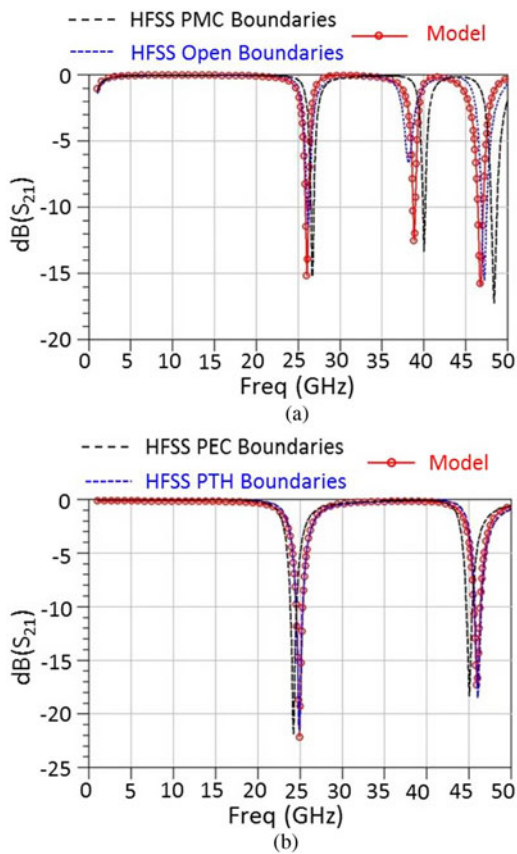 HFSS PMC Boundaries
HFSS Open Boundaries
Model
0
-5
-10
-15
-20
dB(S21)
0 5 10 15 20 25 30 35 40 45 50
Freq (GHz)
(a)
HFSS PEC Boundaries
HFSS PTH Boundaries
Model
0
-5
-10
-15
-20
-25
dB(S21)
0 5 10 15 20 25 30 35 40 45 50
Freq (GHz)
(b)